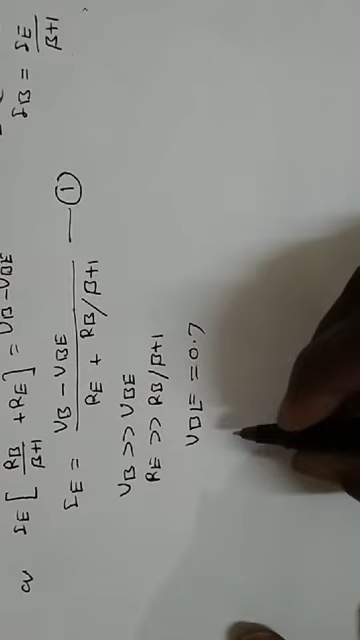 IB = IE/β+1
or IE [ RB/β+1 + RE ] = VB - VBE
IE = VB - VBE / RE + RB/β+1 — ①
VB >> VBE
RE >> RB/β+1
VBE = 0.7